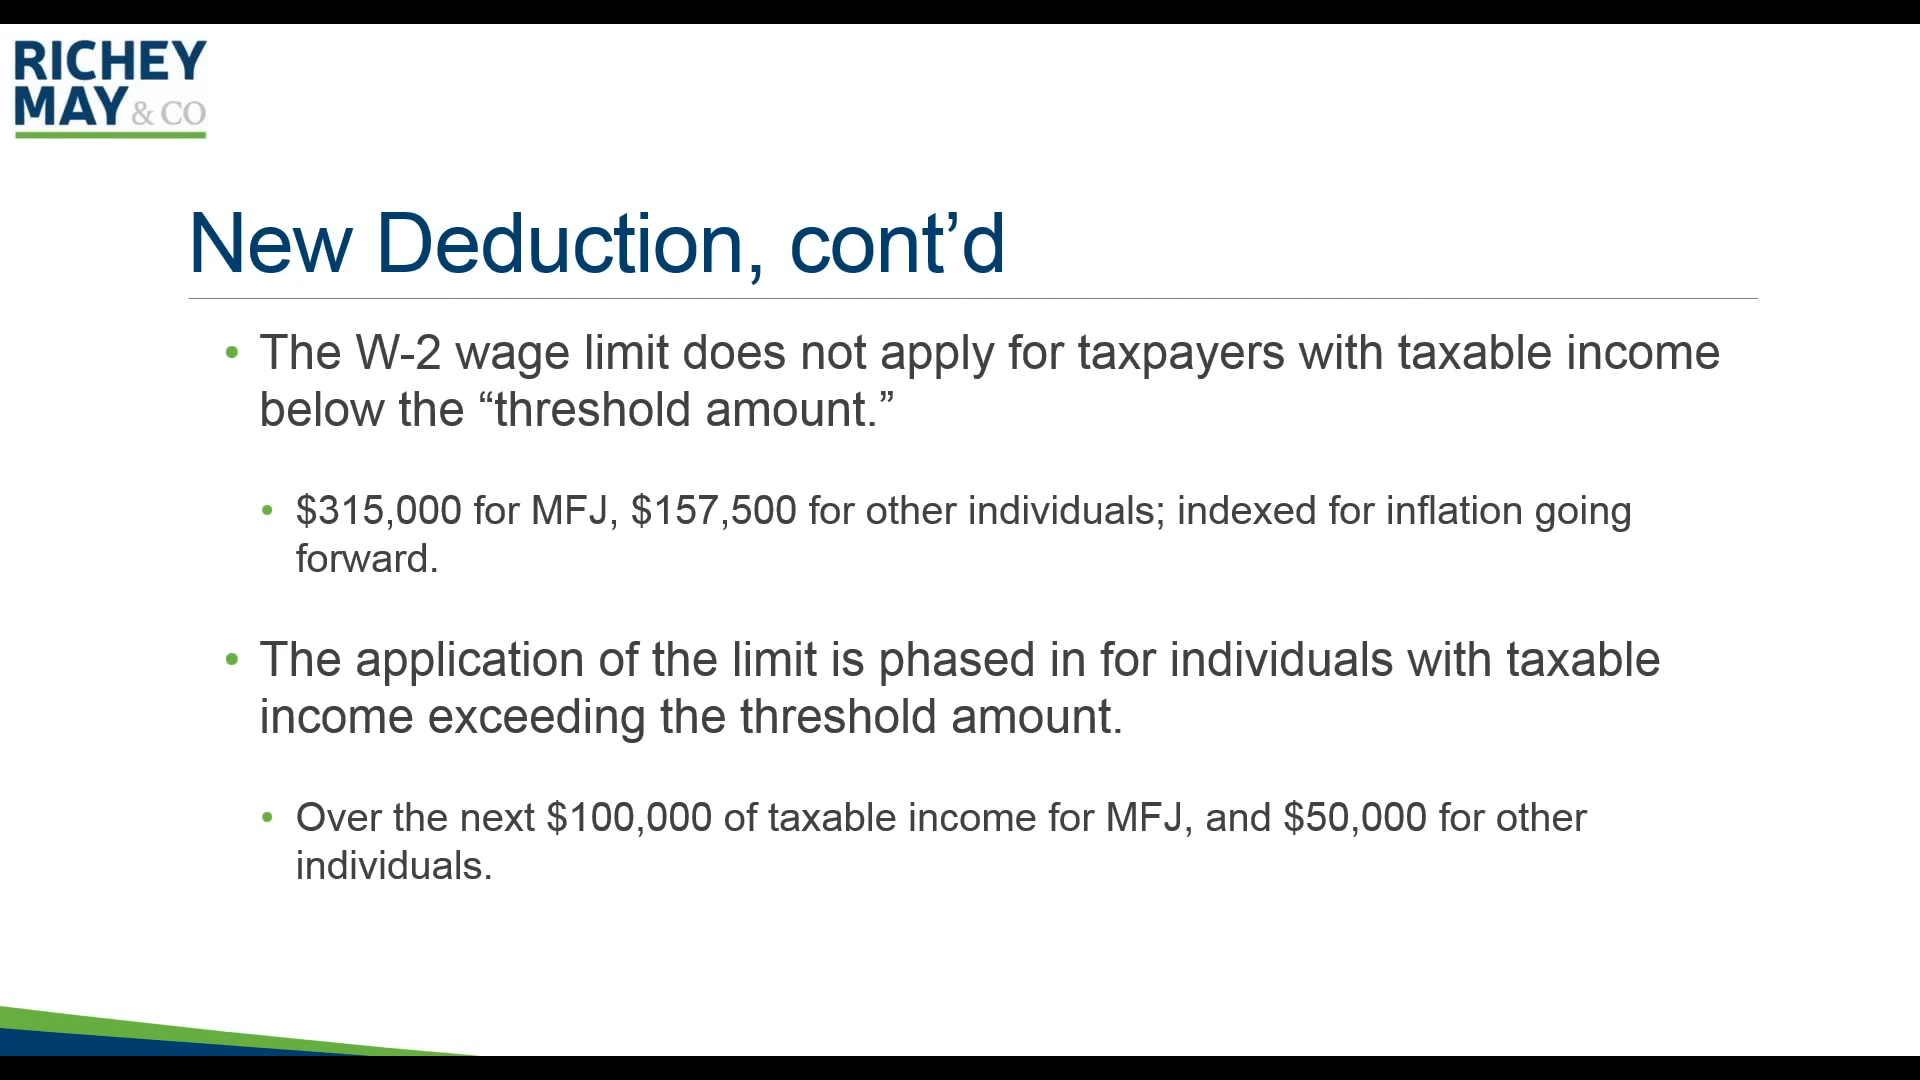 RICHEY
MAY & CO
New Deduction, cont’d
• The W-2 wage limit does not apply for taxpayers with taxable income
below the “threshold amount.”
• $315,000 for MFJ, $157,500 for other individuals; indexed for inflation going
forward.
• The application of the limit is phased in for individuals with taxable
income exceeding the threshold amount.
• Over the next $100,000 of taxable income for MFJ, and $50,000 for other
individuals.